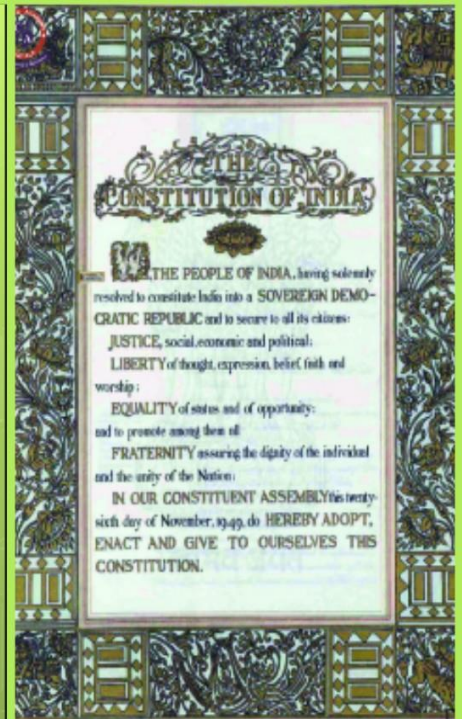 THE
CONSTITUTION OF INDIA
WE, THE PEOPLE OF INDIA, having solemnly
resolved to constitute India into a SOVEREIGN DEMO-
CRATIC REPUBLIC and to secure to all its citizens:
JUSTICE, social, economic and political;
LIBERTY of thought, expression, belief, faith and
worship;
EQUALITY of status and of opportunity;
and to promote among them all
FRATERNITY assuring the dignity of the individual
and the unity of the Nation;
IN OUR CONSTITUENT ASSEMBLY this twenty-
sixth day of November, 1949, do HEREBY ADOPT,
ENACT AND GIVE TO OURSELVES THIS
CONSTITUTION.